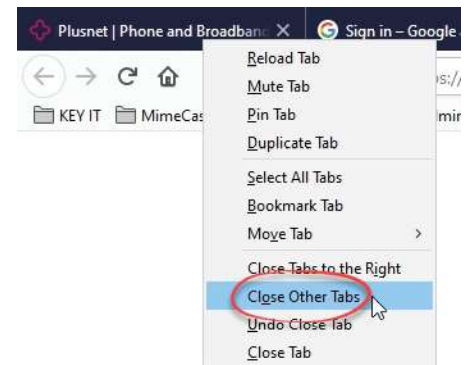 Plusnet | Phone and Broadban
Sign in – Google
Reload Tab
Mute Tab
Pin Tab
Duplicate Tab
Select All Tabs
Bookmark Tab
Move Tab
Close Tabs to the Right
Close Other Tabs
Undo Close Tab
Close Tab
KEY IT
MimeCas